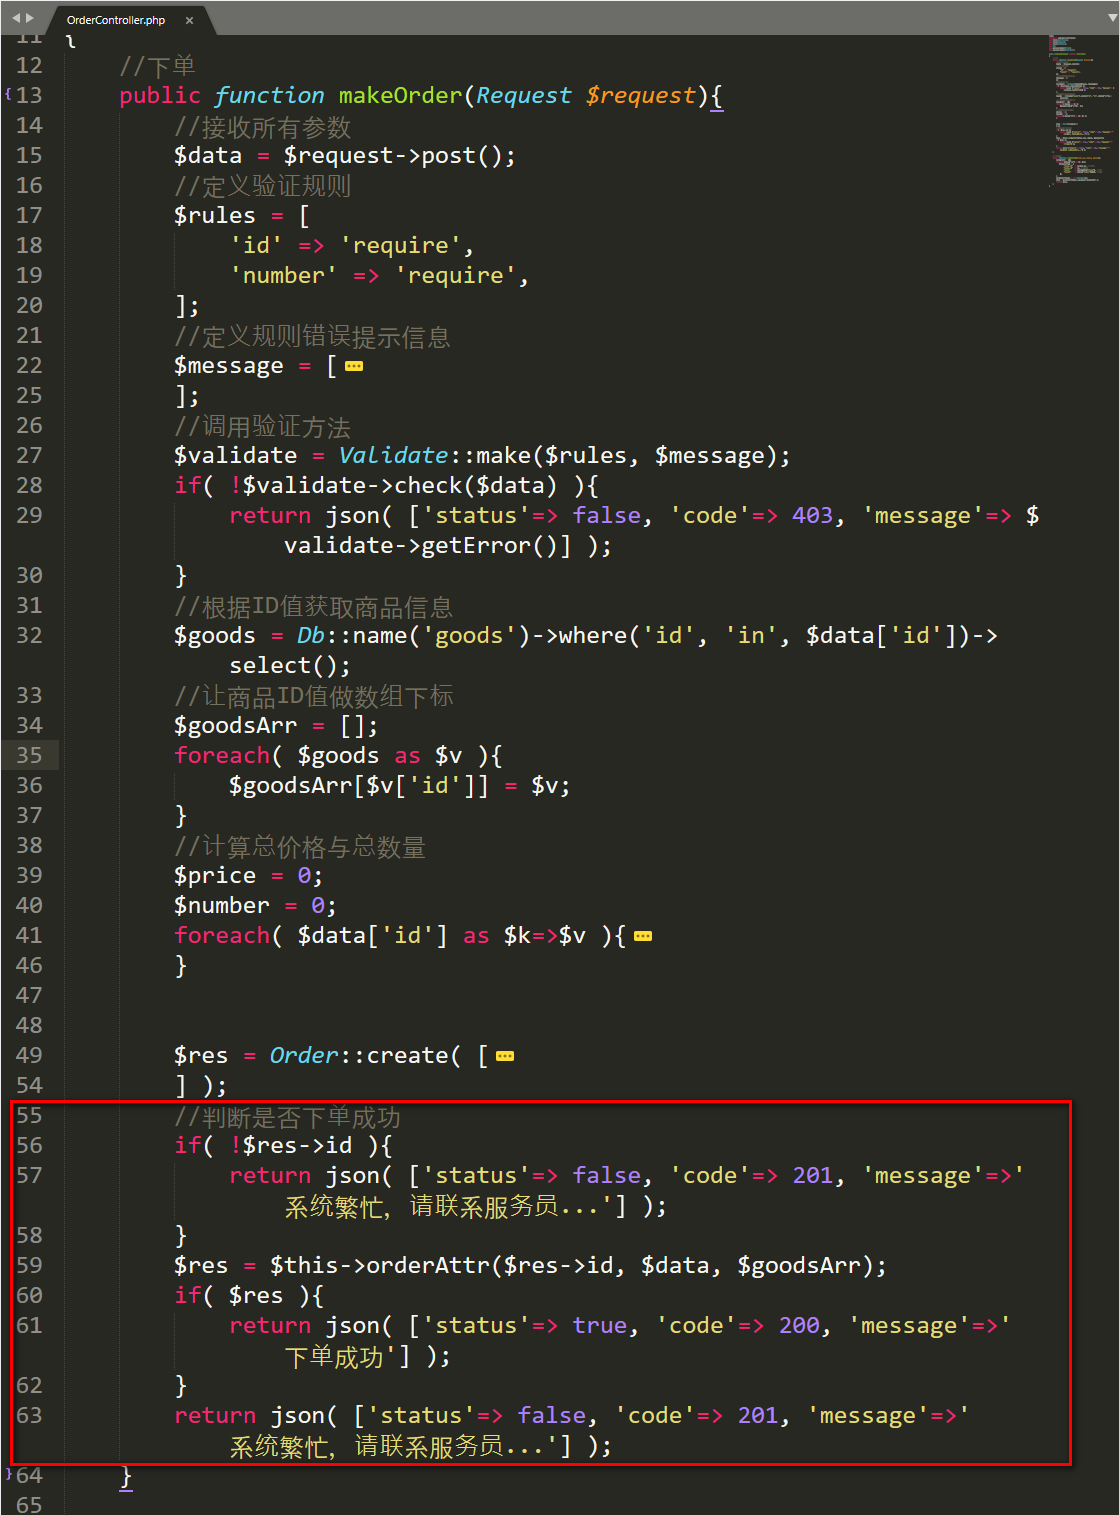 OrderController.php ×
11 {
12 //下单
13 public function makeOrder(Request $request){
14 //接收所有参数
15 $data = $request->post();
16 //定义验证规则
17 $rules = [
18 'id' => 'require',
19 'number' => 'require',
20 ];
21 //定义规则错误提示信息
22 $message = [
25 ];
26 //调用验证方法
27 $validate = Validate::make($rules, $message);
28 if( !$validate->check($data) ){
29 return json( ['status'=> false, 'code'=> 403, 'message'=> $
validate->getError()] );
30 }
31 //根据ID值获取商品信息
32 $goods = Db::name('goods')->where('id', 'in', $data['id'])->
select();
33 //让商品ID值做数组下标
34 $goodsArr = [];
35 foreach( $goods as $v ){
36 $goodsArr[$v['id']] = $v;
37 }
38 //计算总价格与总数量
39 $price = 0;
40 $number = 0;
41 foreach( $data['id'] as $k=>$v ){
46 }
47
48
49 $res = Order::create( [
54 ] );
55 //判断是否下单成功
56 if( !$res->id ){
57 return json( ['status'=> false, 'code'=> 201, 'message'=>'
系统繁忙，请联系服务员...'] );
58 }
59 $res = $this->orderAttr($res->id, $data, $goodsArr);
60 if( $res ){
61 return json( ['status'=> true, 'code'=> 200, 'message'=>'
下单成功'] );
62 }
63 return json( ['status'=> false, 'code'=> 201, 'message'=>'
系统繁忙，请联系服务员...'] );
64 }
65